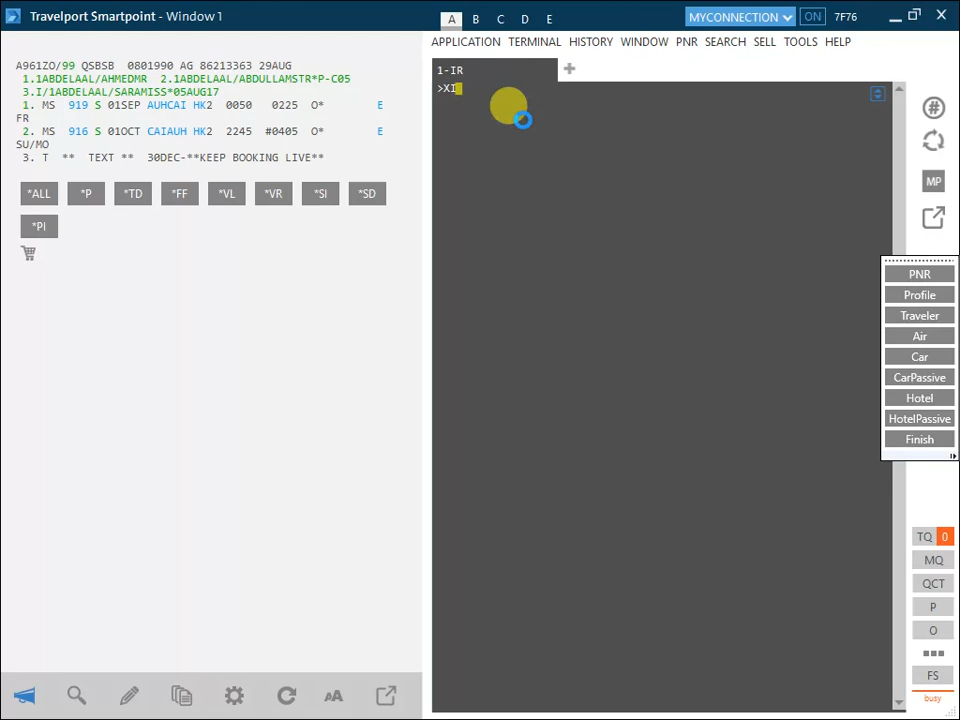 Travelport Smartpoint - Window 1
A B C D E
MYCONNECTION ON 7F76
APPLICATION TERMINAL HISTORY WINDOW PNR SEARCH SELL TOOLS HELP
A961ZO/99 QSBSB 0801990 AG 86213363 29AUG
1.1ABDELAAL/AHMEDMR 2.1ABDELAAL/ABDULLAMSTR*P-C05
3.I/1ABDELAAL/SARAMISS*05AUG17
1. MS 919 S 01SEP AUHCAI HK2 0050 0225 O* E
FR
2. MS 916 S 01OCT CAIAUH HK2 2245 #0405 O* E
SU/MO
3. T ** TEXT ** 30DEC-**KEEP BOOKING LIVE**
*ALL *P *TD *FF *VL *VR *SI *SD
*PI
1-IR
>XI
MP
PNR
Profile
Traveler
Air
Car
CarPassive
Hotel
HotelPassive
Finish
TQ 0
MQ
QCT
P
O
FS
busy
AA